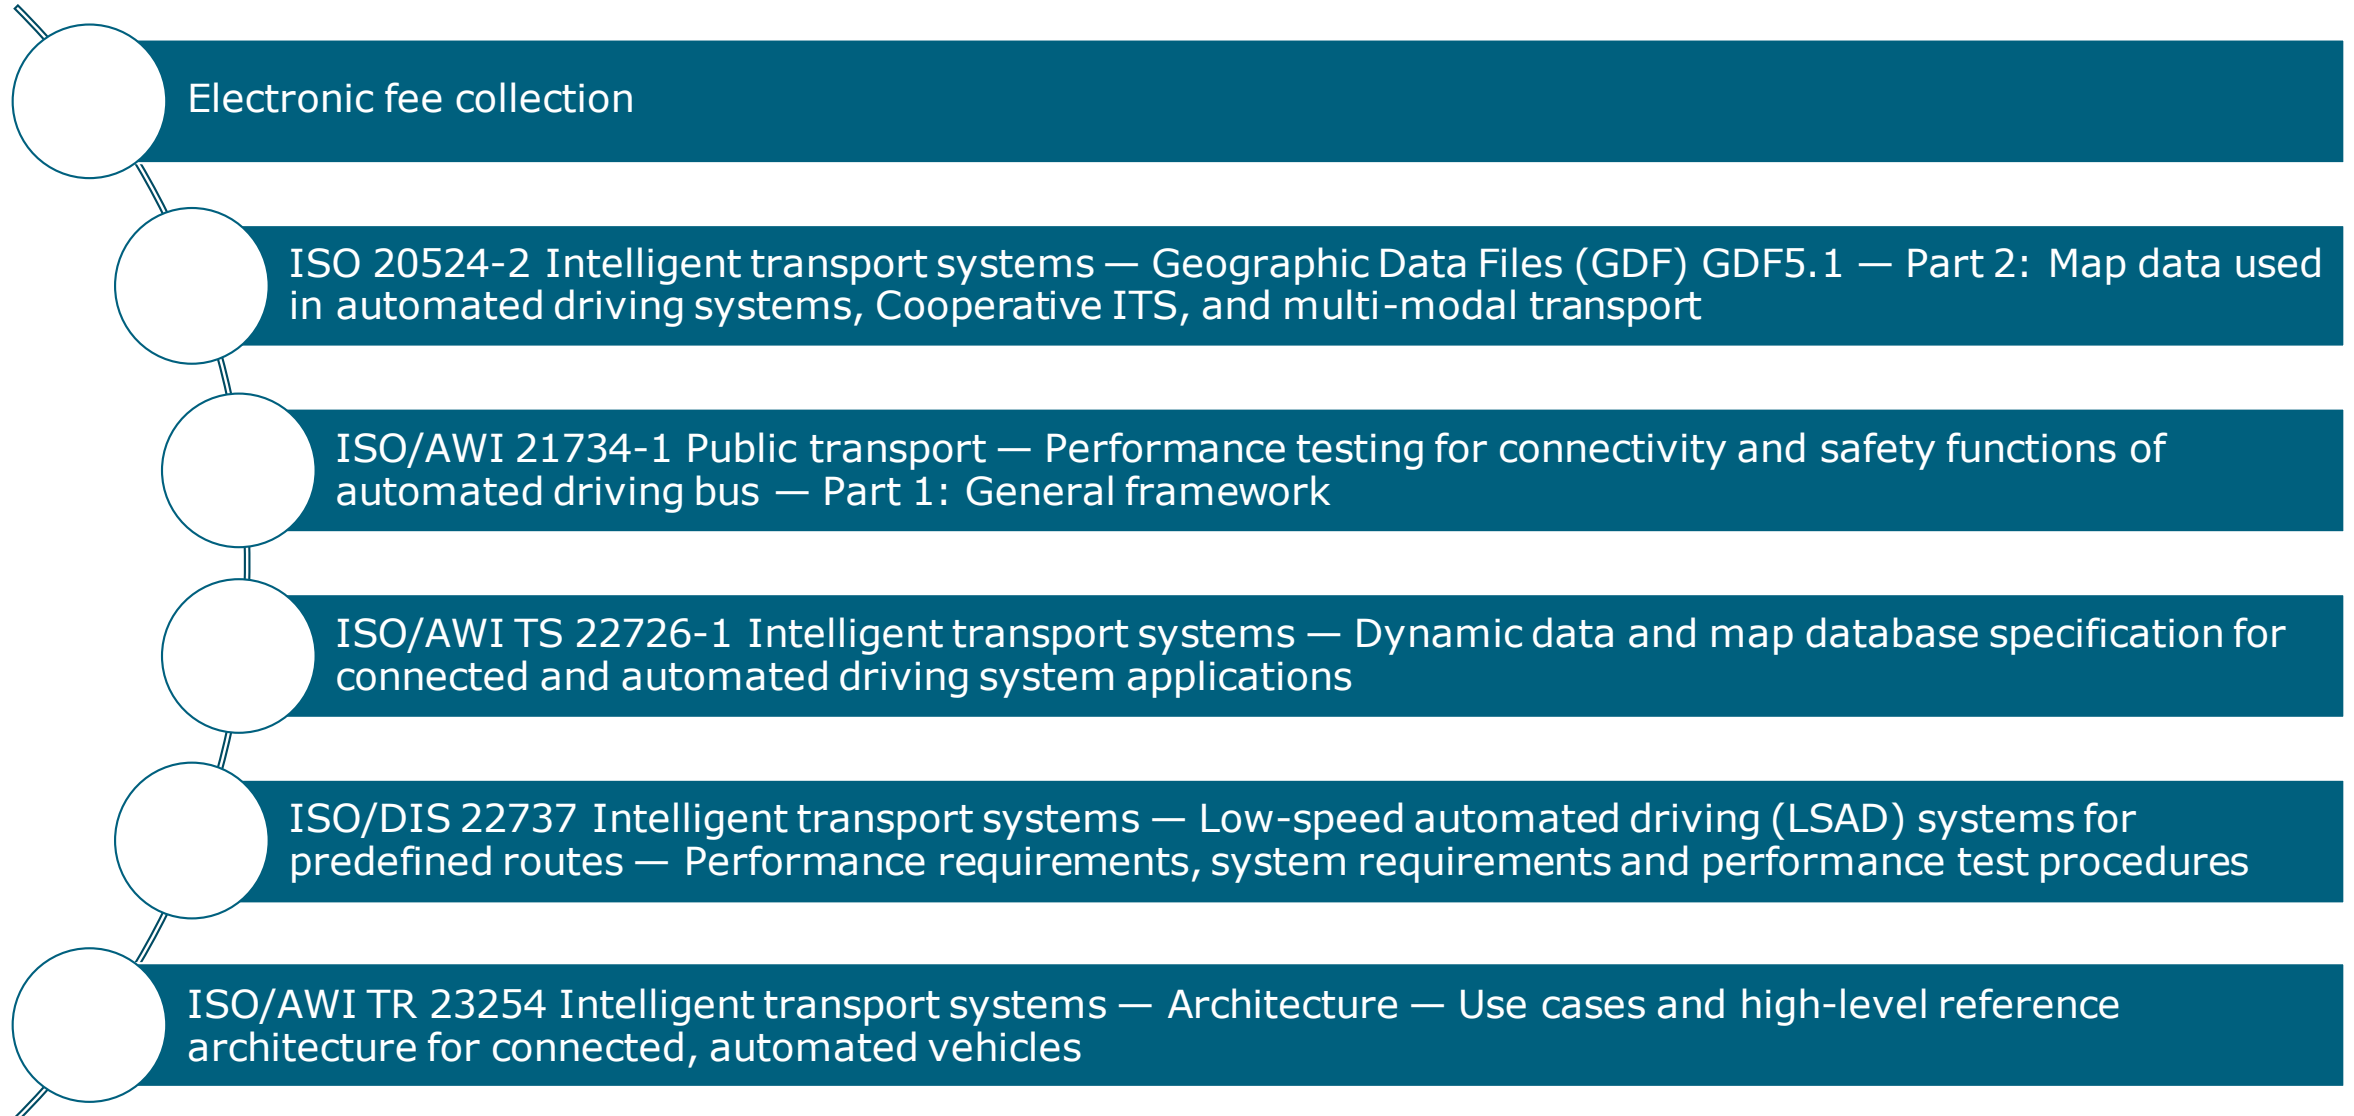 Electronic fee collection
ISO 20524-2 Intelligent transport systems — Geographic Data Files (GDF) GDF5.1 — Part 2: Map data used
in automated driving systems, Cooperative ITS, and multi-modal transport
ISO/AWI 21734-1 Public transport — Performance testing for connectivity and safety functions of
automated driving bus — Part 1: General framework
ISO/AWI TS 22726-1 Intelligent transport systems — Dynamic data and map database specification for
connected and automated driving system applications
ISO/DIS 22737 Intelligent transport systems — Low-speed automated driving (LSAD) systems for
predefined routes — Performance requirements, system requirements and performance test procedures
ISO/AWI TR 23254 Intelligent transport systems — Architecture — Use cases and high-level reference
architecture for connected, automated vehicles